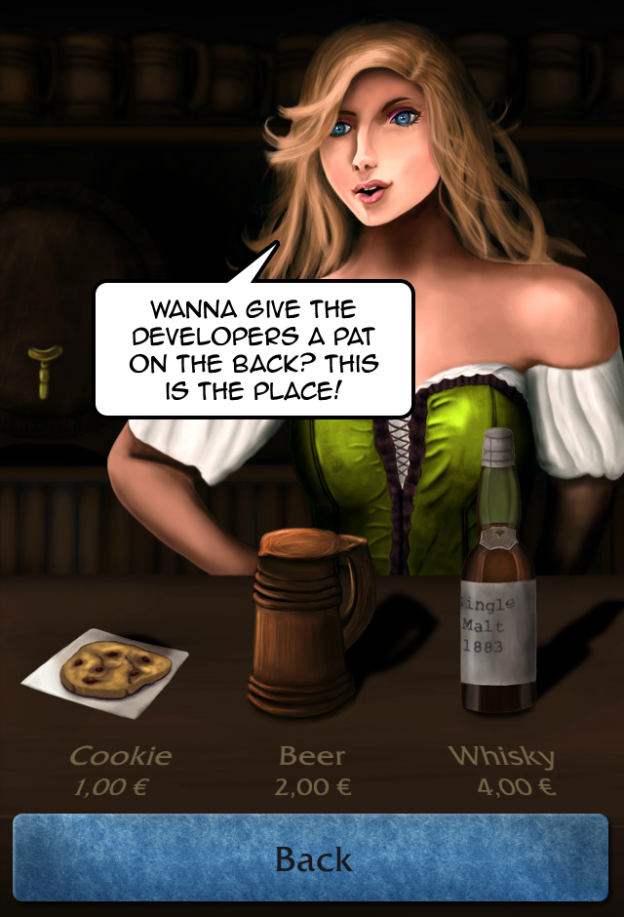 WANNA GIVE THE
DEVELOPERS A PAT
ON THE BACK? THIS
IS THE PLACE!
Single
Malt
1883
Cookie Beer Whisky
1,00 € 2,00 € 4,00 €
Back